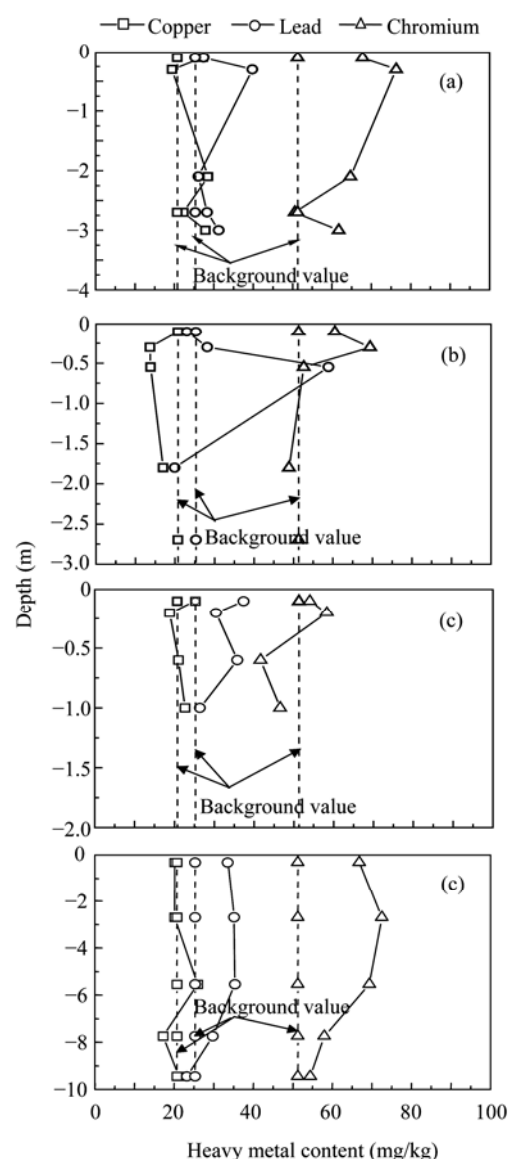 Copper Lead Chromium
0
(a)
−1
−2
−3
Background value
−4
0
(b)
−0.5
−1.0
−1.5
−2.0
−2.5
Background value
−3.0
Depth (m)
0
(c)
−0.5
−1.0
−1.5
Background value
−2.0
0
(c)
−2
−4
−6
Background value
−8
−10
0 20 40 60 80 100
Heavy metal content (mg/kg)